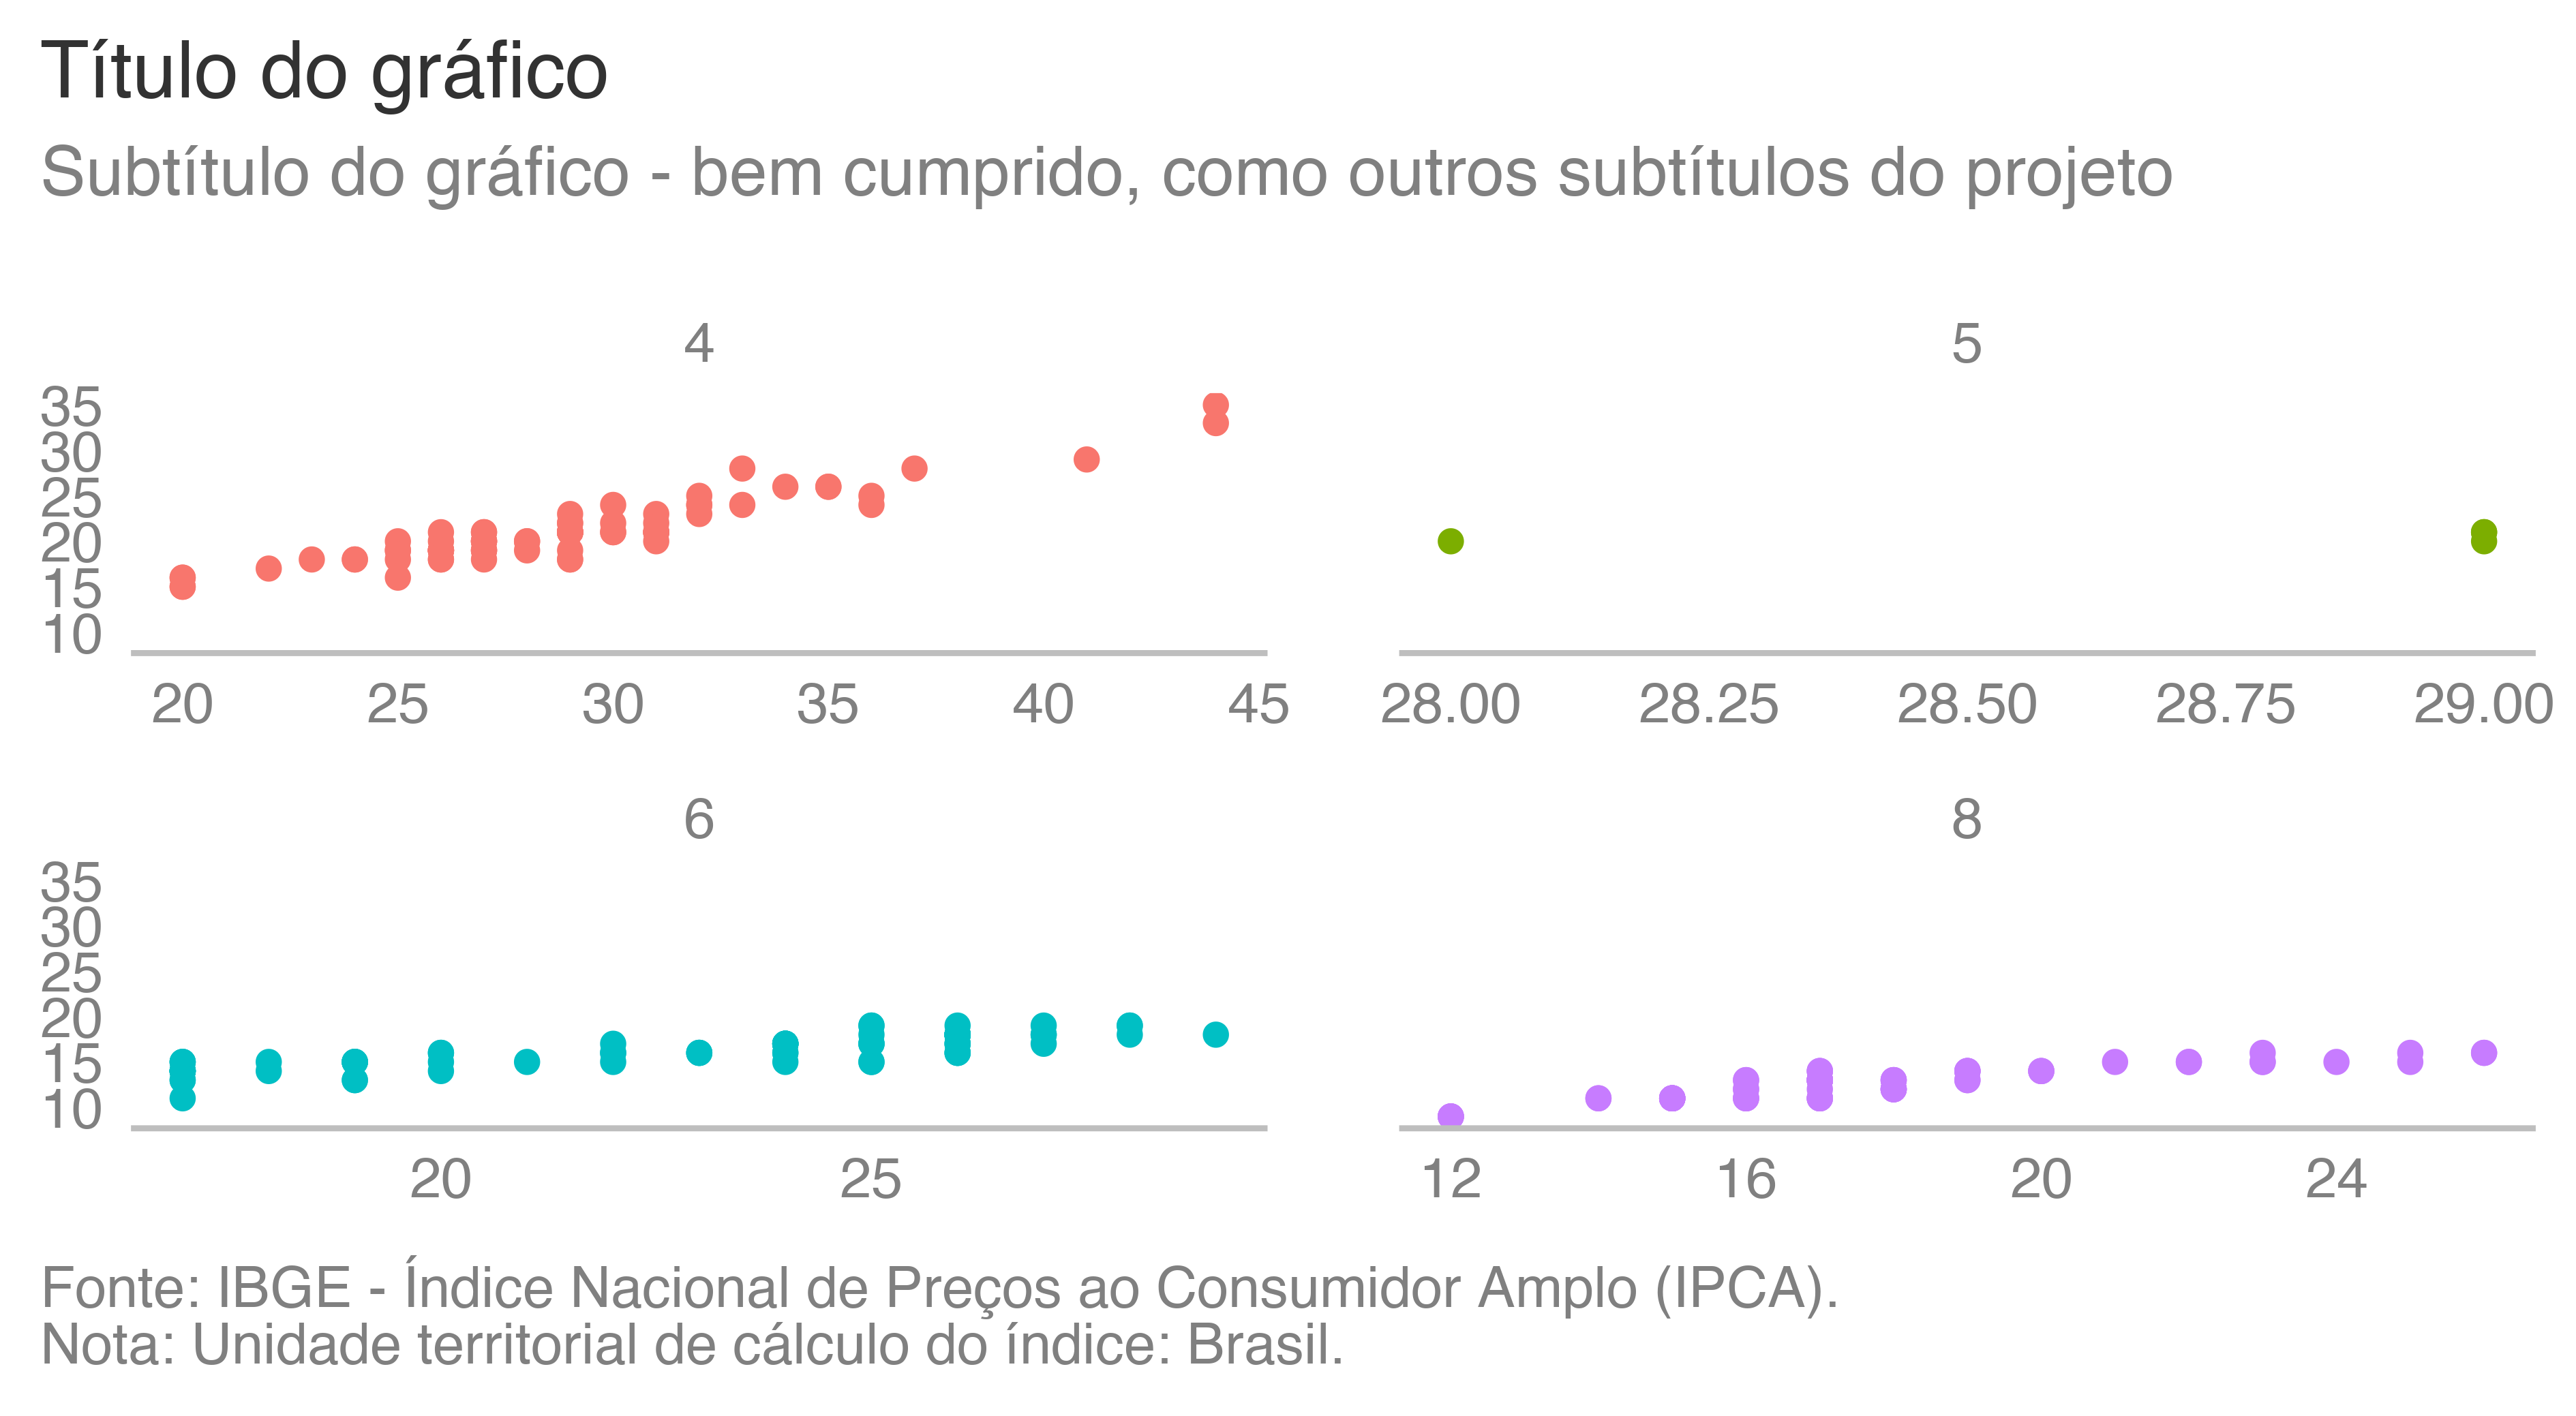 Título do gráfico
Subtítulo do gráfico - bem cumprido, como outros subtítulos do projeto
4
5
35
30
25
20
15
10
20 25 30 35 40 45
28.00 28.25 28.50 28.75 29.00
6
8
35
30
25
20
15
10
20 25
12 16 20 24
Fonte: IBGE - Índice Nacional de Preços ao Consumidor Amplo (IPCA).
Nota: Unidade territorial de cálculo do índice: Brasil.